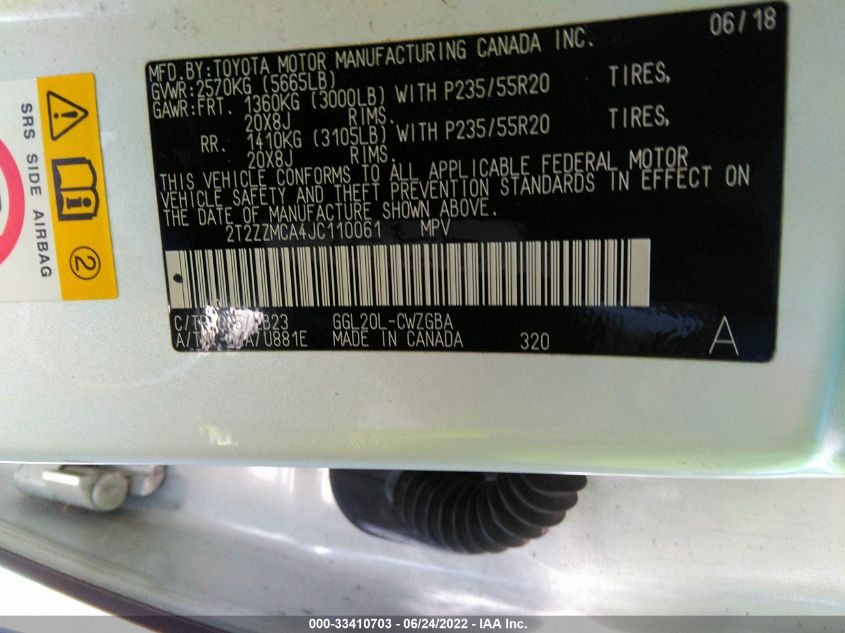 06/18
MFD.BY:TOYOTA MOTOR MANUFACTURING CANADA INC.
GVWR:2570KG (5665LB)
GAWR:FRT. 1360KG (3000LB) WITH P235/55R20 TIRES,
20X8J RIMS.
RR. 1410KG (3105LB) WITH P235/55R20 TIRES,
20X8J RIMS.
THIS VEHICLE CONFORMS TO ALL APPLICABLE FEDERAL MOTOR
VEHICLE SAFETY AND THEFT PREVENTION STANDARDS IN EFFECT ON
THE DATE OF MANUFACTURE SHOWN ABOVE.
2T2ZZMCA4JC110061 MPV
GGL20L-CWZGBA
MADE IN CANADA 320
A
SRS SIDE AIRBAG
2
000-33410703 - 06/24/2022 - IAA Inc.